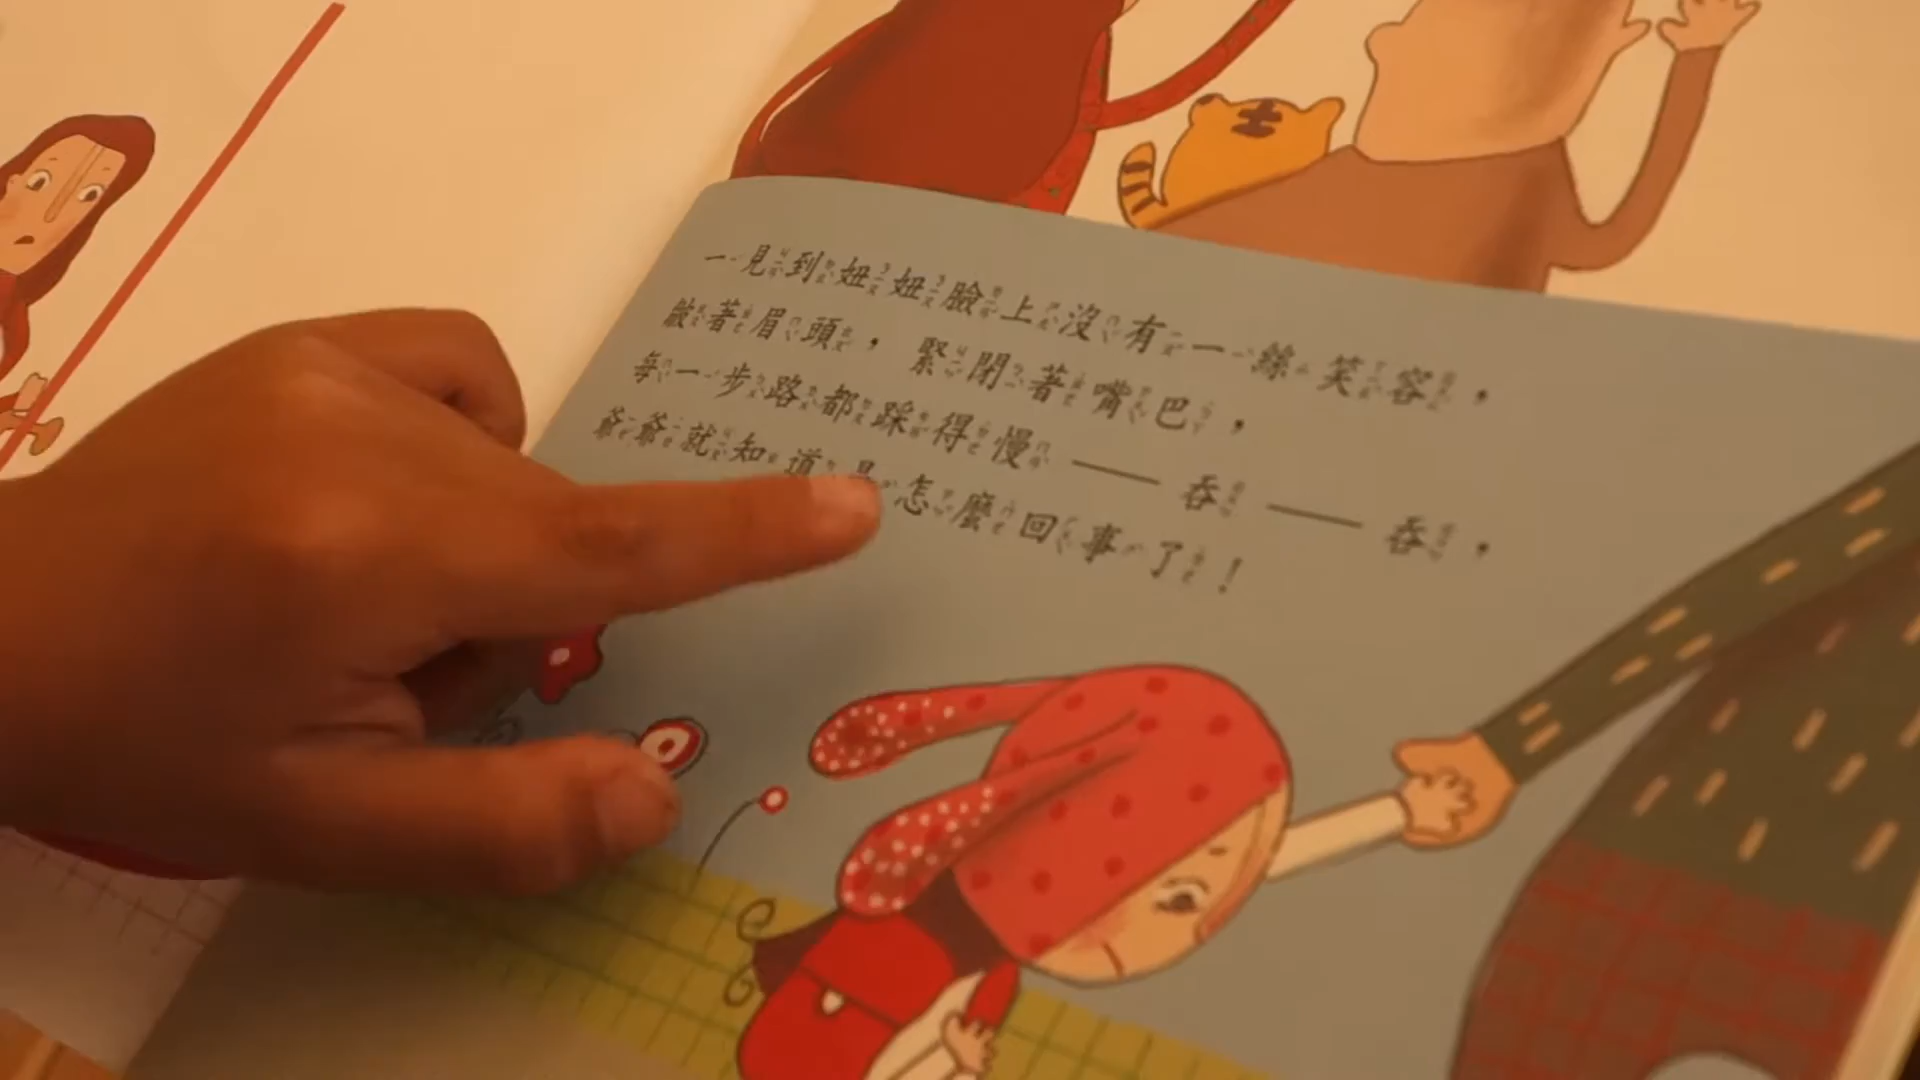 一見到妞妞臉上沒有一絲笑容，
皺著眉頭，緊閉著嘴巴，
每一步路都踩得慢——吞——吞，
爺爺就知道是怎麼回事了！